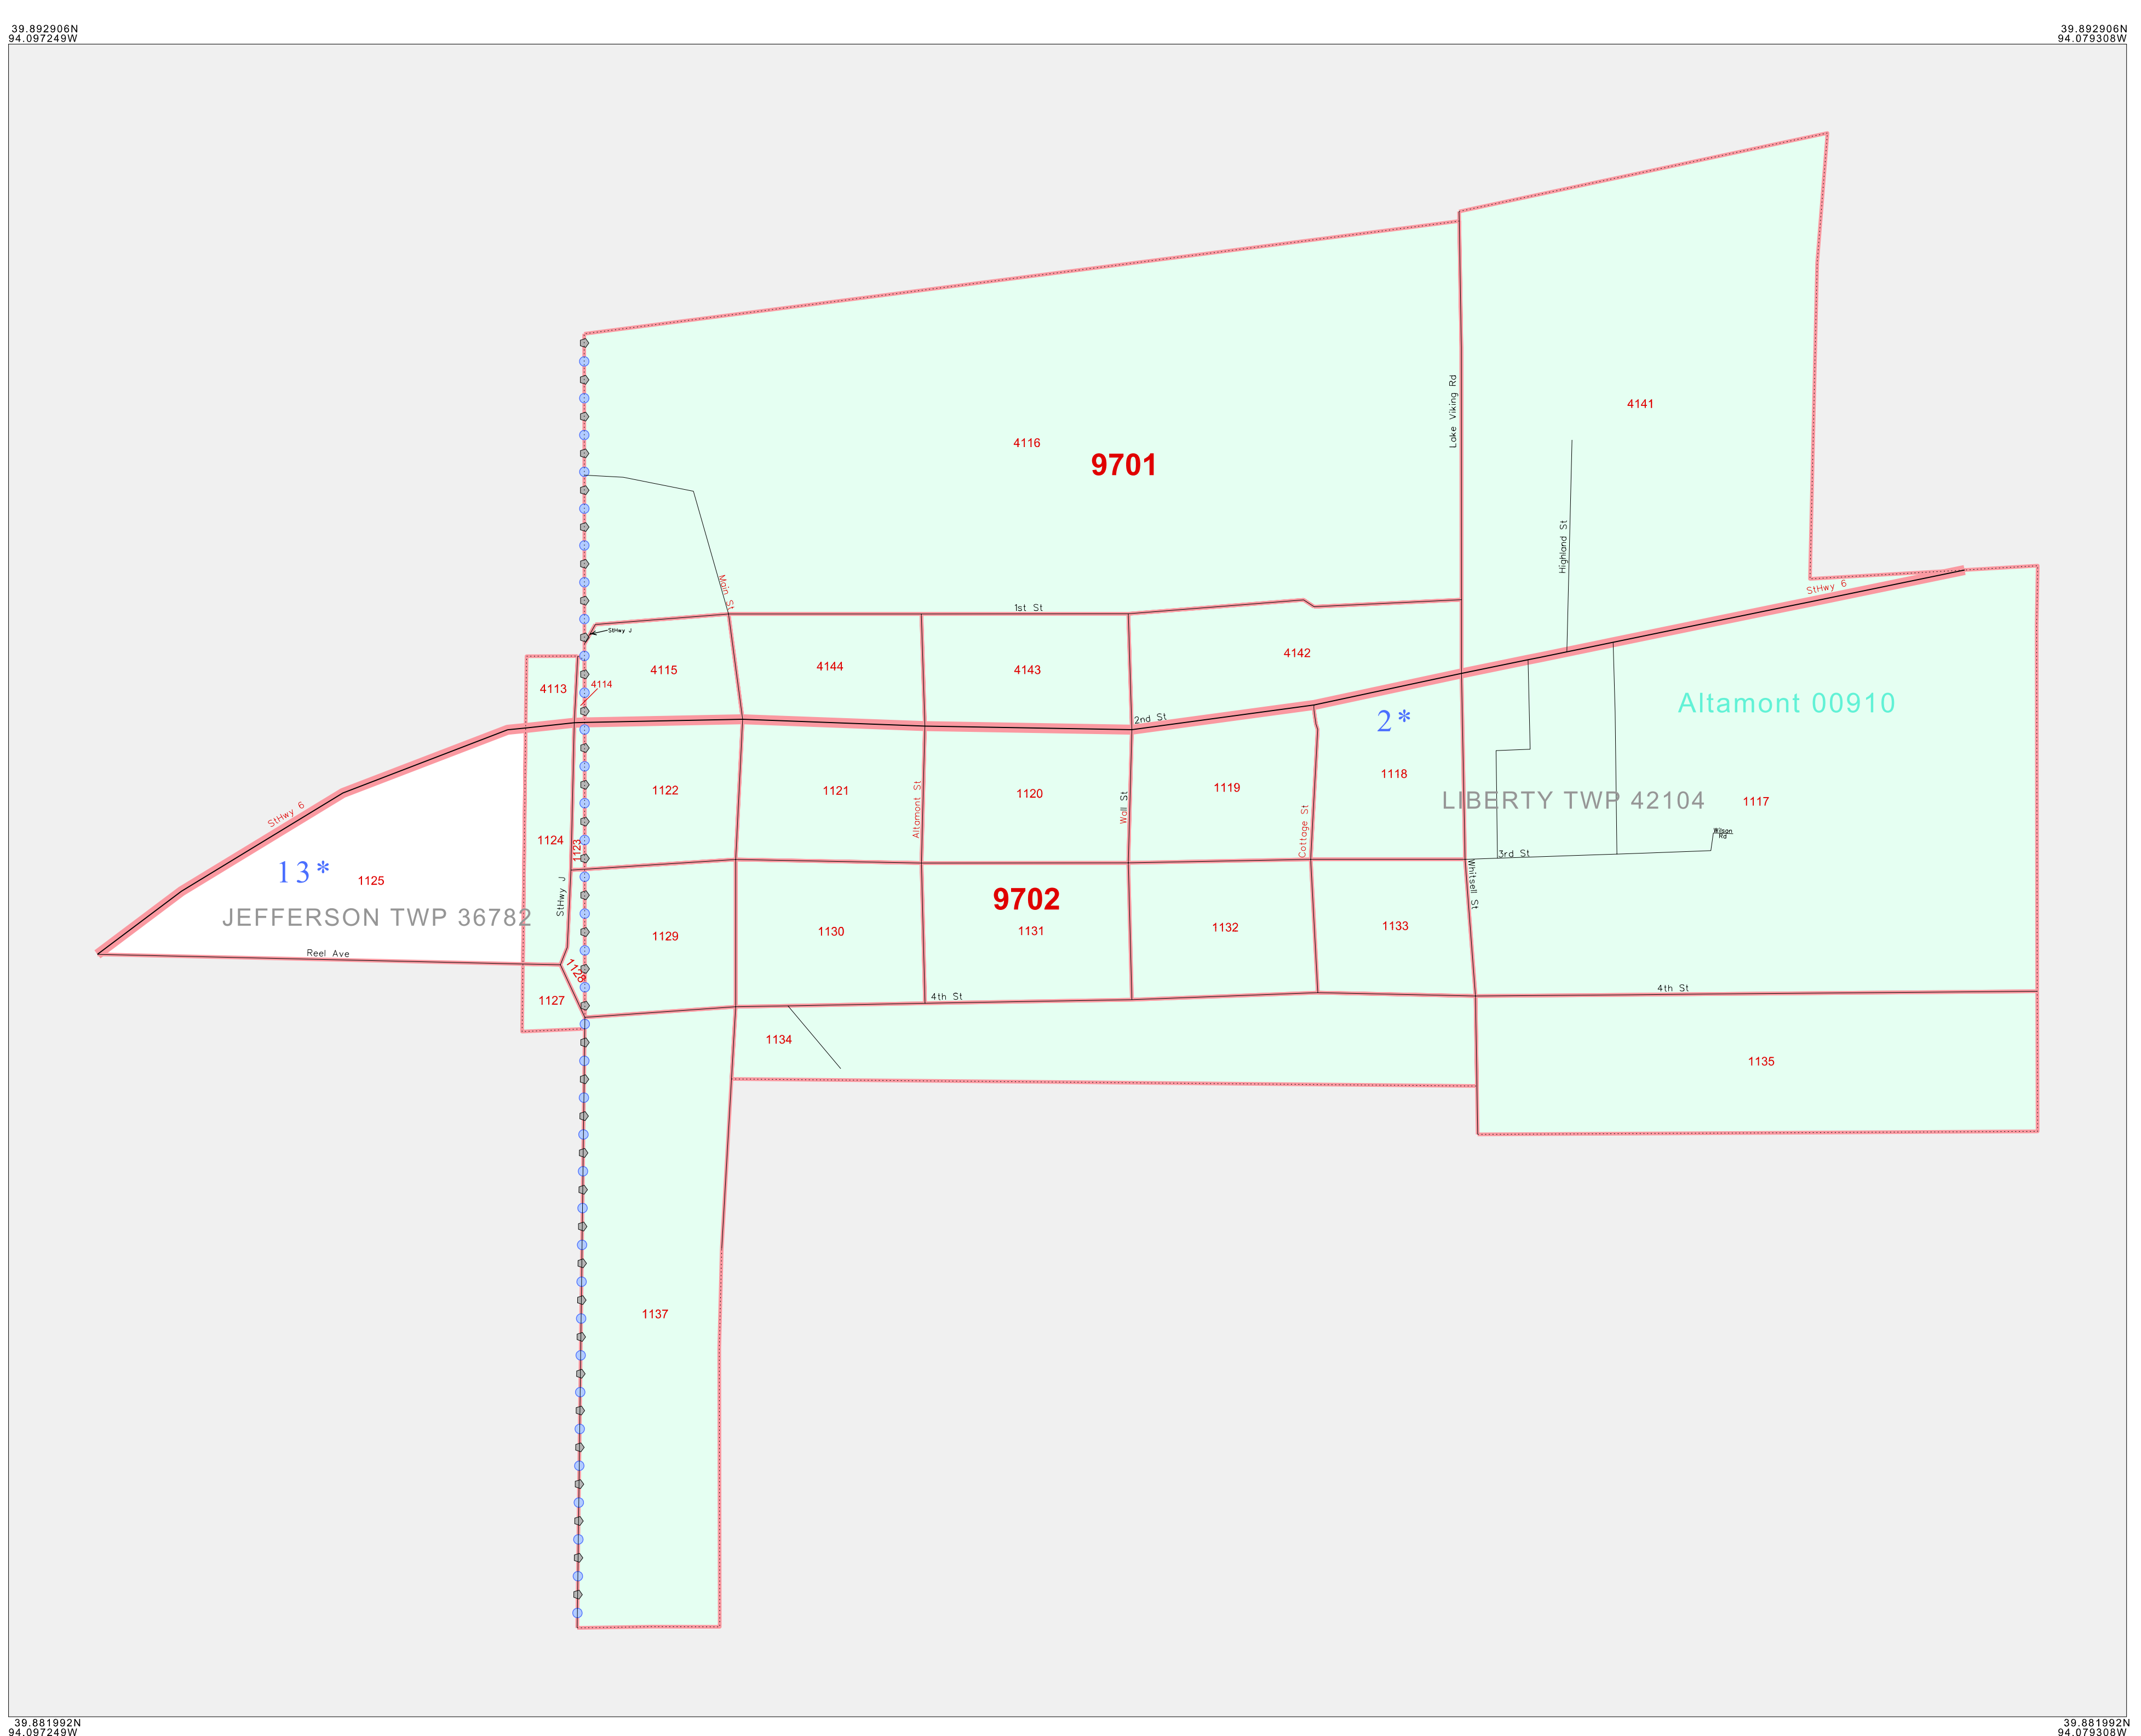 39.892906N
94.097249W
39.892906N
94.079308W
4141
Lake Viking Rd
4116
9701
Highland St
Main St
1st St
StHwy 6
StHwy J
4142
4115
4144
4143
4114
4113
Altamont 00910
2nd St
2*
1118
1122
1121
1120
1119
LIBERTY TWP 42104
1117
Altamont St
Wall St
Cottage St
StHwy 6
Wilson
Rd
1124
1123
3rd St
13*
1125
StHwy J
Whitsell St
9702
JEFFERSON TWP 36782
1129
1130
1131
1132
1133
Reel Ave
1128
1127
4th St
4th St
1134
1135
1137
39.881992N
94.097249W
39.881992N
94.079308W